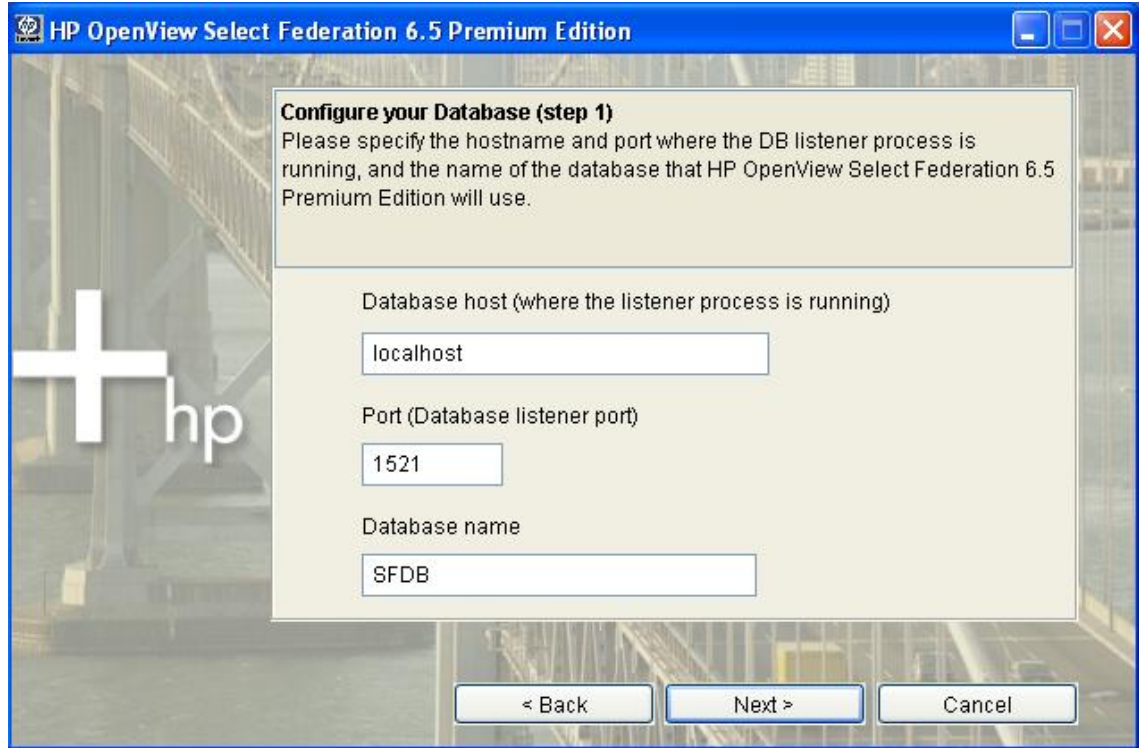 HP OpenView Select Federation 6.5 Premium Edition
Configure your Database (step 1)
Please specify the hostname and port where the DB listener process is
running, and the name of the database that HP OpenView Select Federation 6.5
Premium Edition will use.
Database host (where the listener process is running)
localhost
hp
Port (Database listener port)
1521
Database name
SFDB
< Back
Next >
Cancel